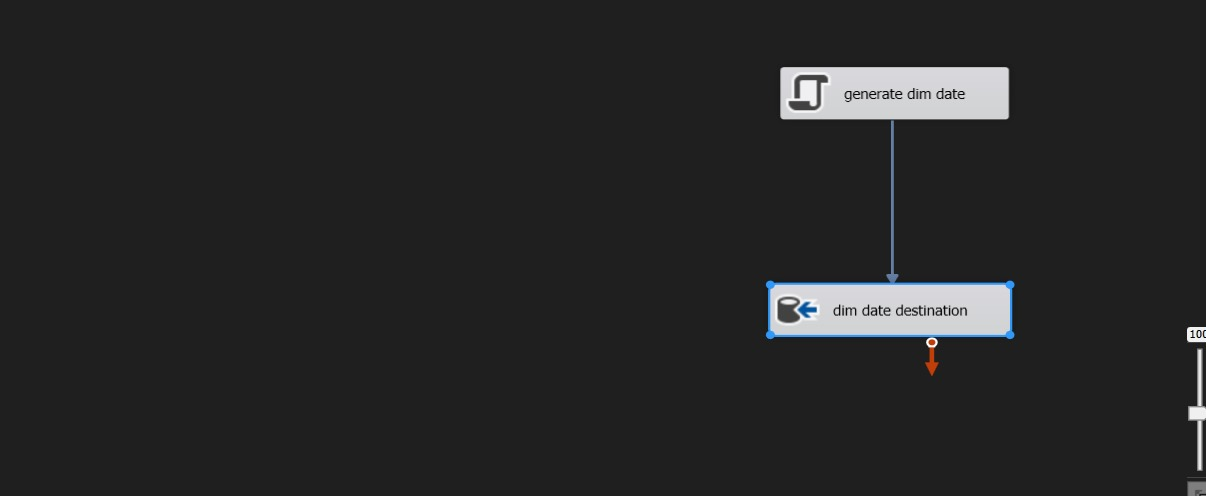 generate dim date
dim date destination
100